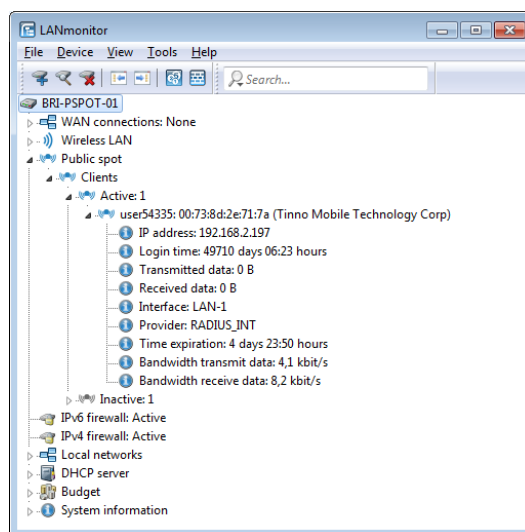 LANmonitor
File Device View Tools Help
Search...
BRI-PSPOT-01
WAN connections: None
Wireless LAN
Public spot
Clients
Active: 1
user54335: 00:73:8d:2e:71:7a (Tinno Mobile Technology Corp)
IP address: 192.168.2.197
Login time: 49710 days 06:23 hours
Transmitted data: 0 B
Received data: 0 B
Interface: LAN-1
Provider: RADIUS_INT
Time expiration: 4 days 23:50 hours
Bandwidth transmit data: 4,1 kbit/s
Bandwidth receive data: 8,2 kbit/s
Inactive: 1
IPv6 firewall: Active
IPv4 firewall: Active
Local networks
DHCP server
Budget
System information